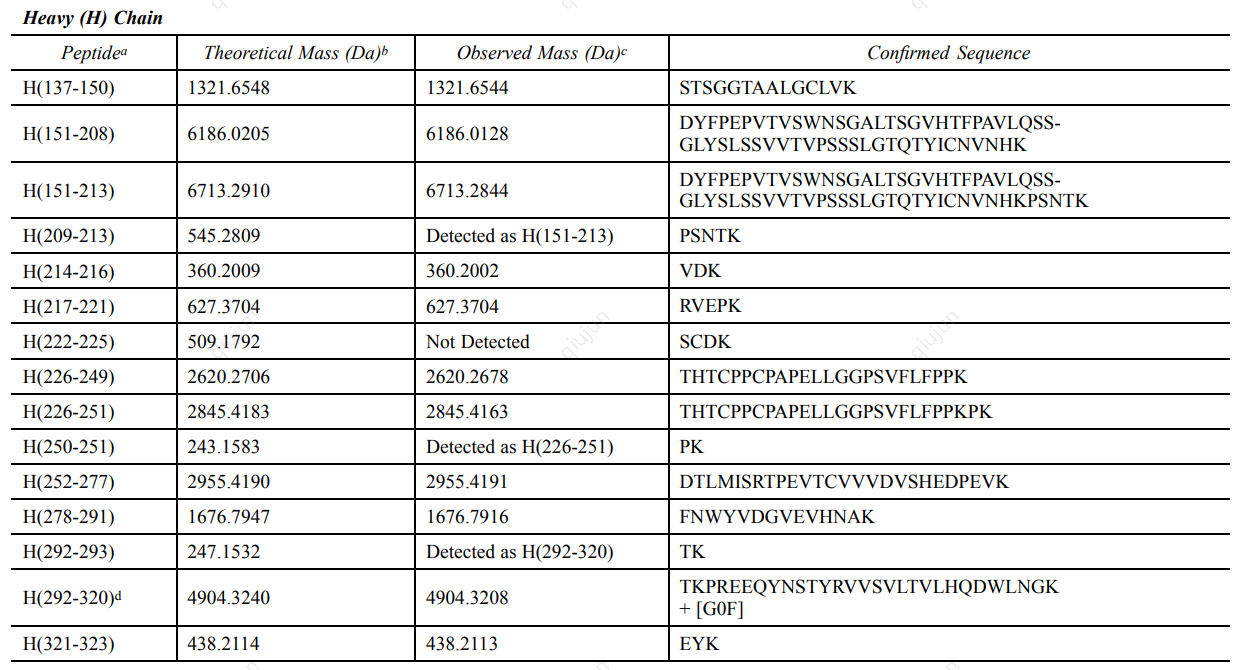 Heavy (H) Chain
Peptideᵃ Theoretical Mass (Da)ᵇ Observed Mass (Da)ᶜ Confirmed Sequence
H(137-150) 1321.6548 1321.6544 STSGGTAALGCLVK
H(151-208) 6186.0205 6186.0128 DYFPEPVTVSWNSGALTSGVHTFPAVLQSS-
GLYSLSSVVTVPSSSLGTQTYICNVNHK
H(151-213) 6713.2910 6713.2844 DYFPEPVTVSWNSGALTSGVHTFPAVLQSS-
GLYSLSSVVTVPSSSLGTQTYICNVNHKPSNTK
H(209-213) 545.2809 Detected as H(151-213) PSNTK
H(214-216) 360.2009 360.2002 VDK
H(217-221) 627.3704 627.3704 RVEPK
H(222-225) 509.1792 Not Detected SCDK
H(226-249) 2620.2706 2620.2678 THTCPPCPAPELLGGPSVFLFPPK
H(226-251) 2845.4183 2845.4163 THTCPPCPAPELLGGPSVFLFPPKPK
H(250-251) 243.1583 Detected as H(226-251) PK
H(252-277) 2955.4190 2955.4191 DTLMISRTPEVTCVVVDVSHEDPEVK
H(278-291) 1676.7947 1676.7916 FNWYVDGVEVHNAK
H(292-293) 247.1532 Detected as H(292-320) TK
H(292-320)ᵈ 4904.3240 4904.3208 TKPREEQYNSTYRVVSVLTVLHQDWLNGK
+ [G0F]
H(321-323) 438.2114 438.2113 EYK
qiujun
qiujun
qiujun